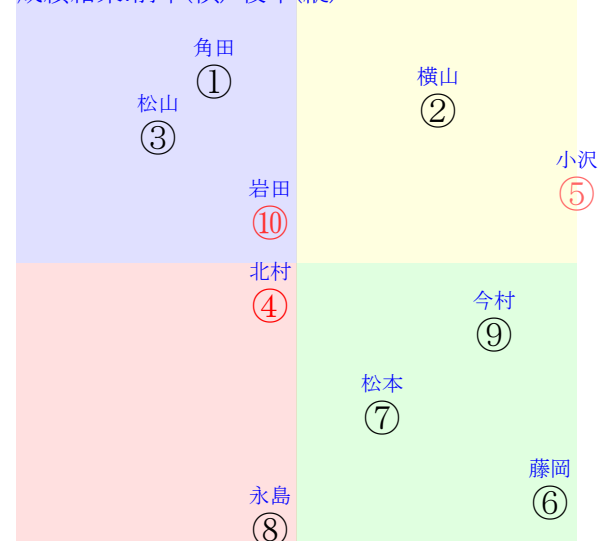 角田
①
横山
②
松山
③
小沢
⑤
岩田
⑩
北村
④
今村
⑨
松本
⑦
藤岡
⑥
永島
⑧